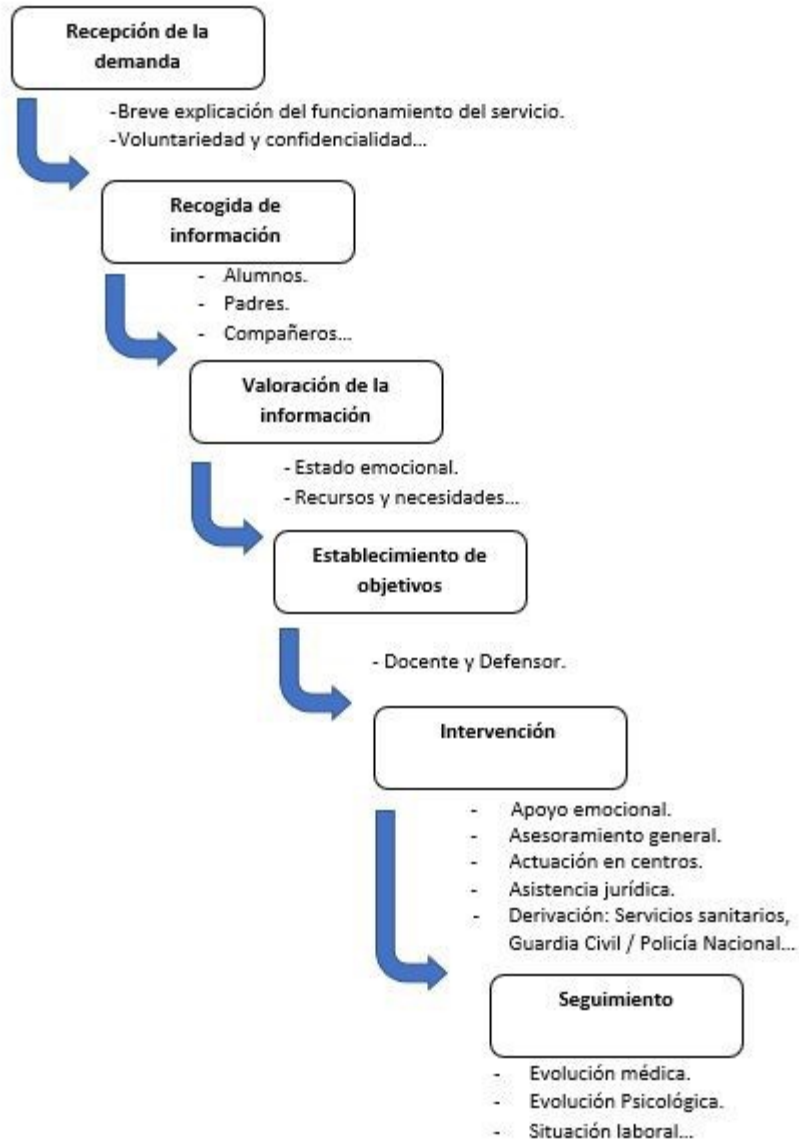 Recepción de la
demanda
-Breve explicación del funcionamiento del servicio.
-Voluntariedad y confidencialidad...
Recogida de
información
- Alumnos.
- Padres.
- Compañeros...
Valoración de la
información
- Estado emocional.
- Recursos y necesidades...
Establecimiento de
objetivos
- Docente y Defensor.
Intervención
- Apoyo emocional.
- Asesoramiento general.
- Actuación en centros.
- Asistencia jurídica.
- Derivación: Servicios sanitarios,
Guardia Civil / Policía Nacional...
Seguimiento
- Evolución médica.
- Evolución Psicológica.
- Situación laboral...